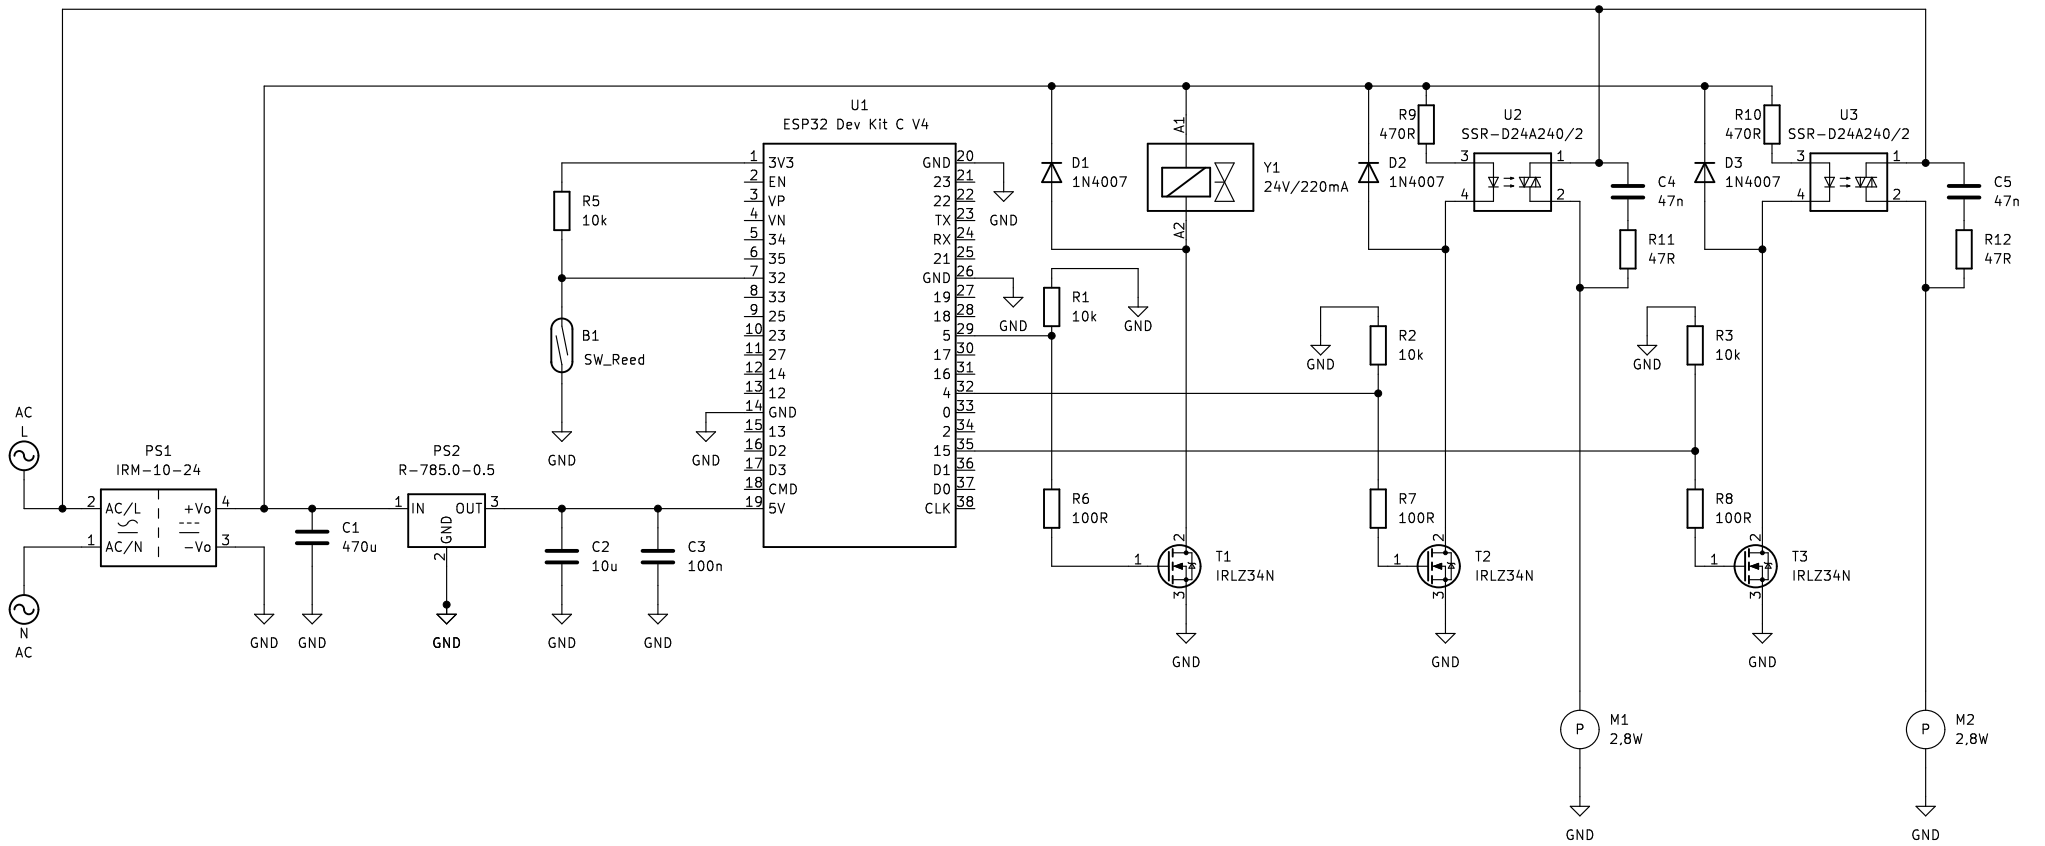 U1
ESP32 Dev Kit C V4
1 3V3
2 EN
3 VP
4 VN
5 34
6 35
7 32
8 33
9 25
10 23
11 27
12 14
13 12
14 GND
15 13
16 D2
17 D3
18 CMD
19 5V
GND 20
23 21
22 22
TX 23
RX 24
21 25
GND 26
19 27
18 28
5 29
17 30
16 31
4 32
0 33
2 34
15 35
D1 36
D0 37
CLK 38
GND
GND
GND
AC
L
N
AC
PS1
IRM-10-24
2 AC/L
1 AC/N
+Vo 4
-Vo 3
GND
C1
470u
GND
PS2
R-785.0-0.5
1 IN
OUT 3
GND
2
GND
C2
10u
GND
C3
100n
GND
R5
10k
B1
SW_Reed
GND
D1
1N4007
A1
A2
Y1
24V/220mA
R1
10k
GND
R6
100R
1
2
3
T1
IRLZ34N
GND
D2
1N4007
R9
470R
U2
SSR-D24A240/2
3
4
1
2
C4
47n
R11
47R
R2
10k
GND
R7
100R
1
2
3
T2
IRLZ34N
GND
M1
P
2,8W
GND
D3
1N4007
R10
470R
U3
SSR-D24A240/2
3
4
1
2
C5
47n
R12
47R
R3
10k
GND
R8
100R
1
2
3
T3
IRLZ34N
GND
M2
P
2,8W
GND